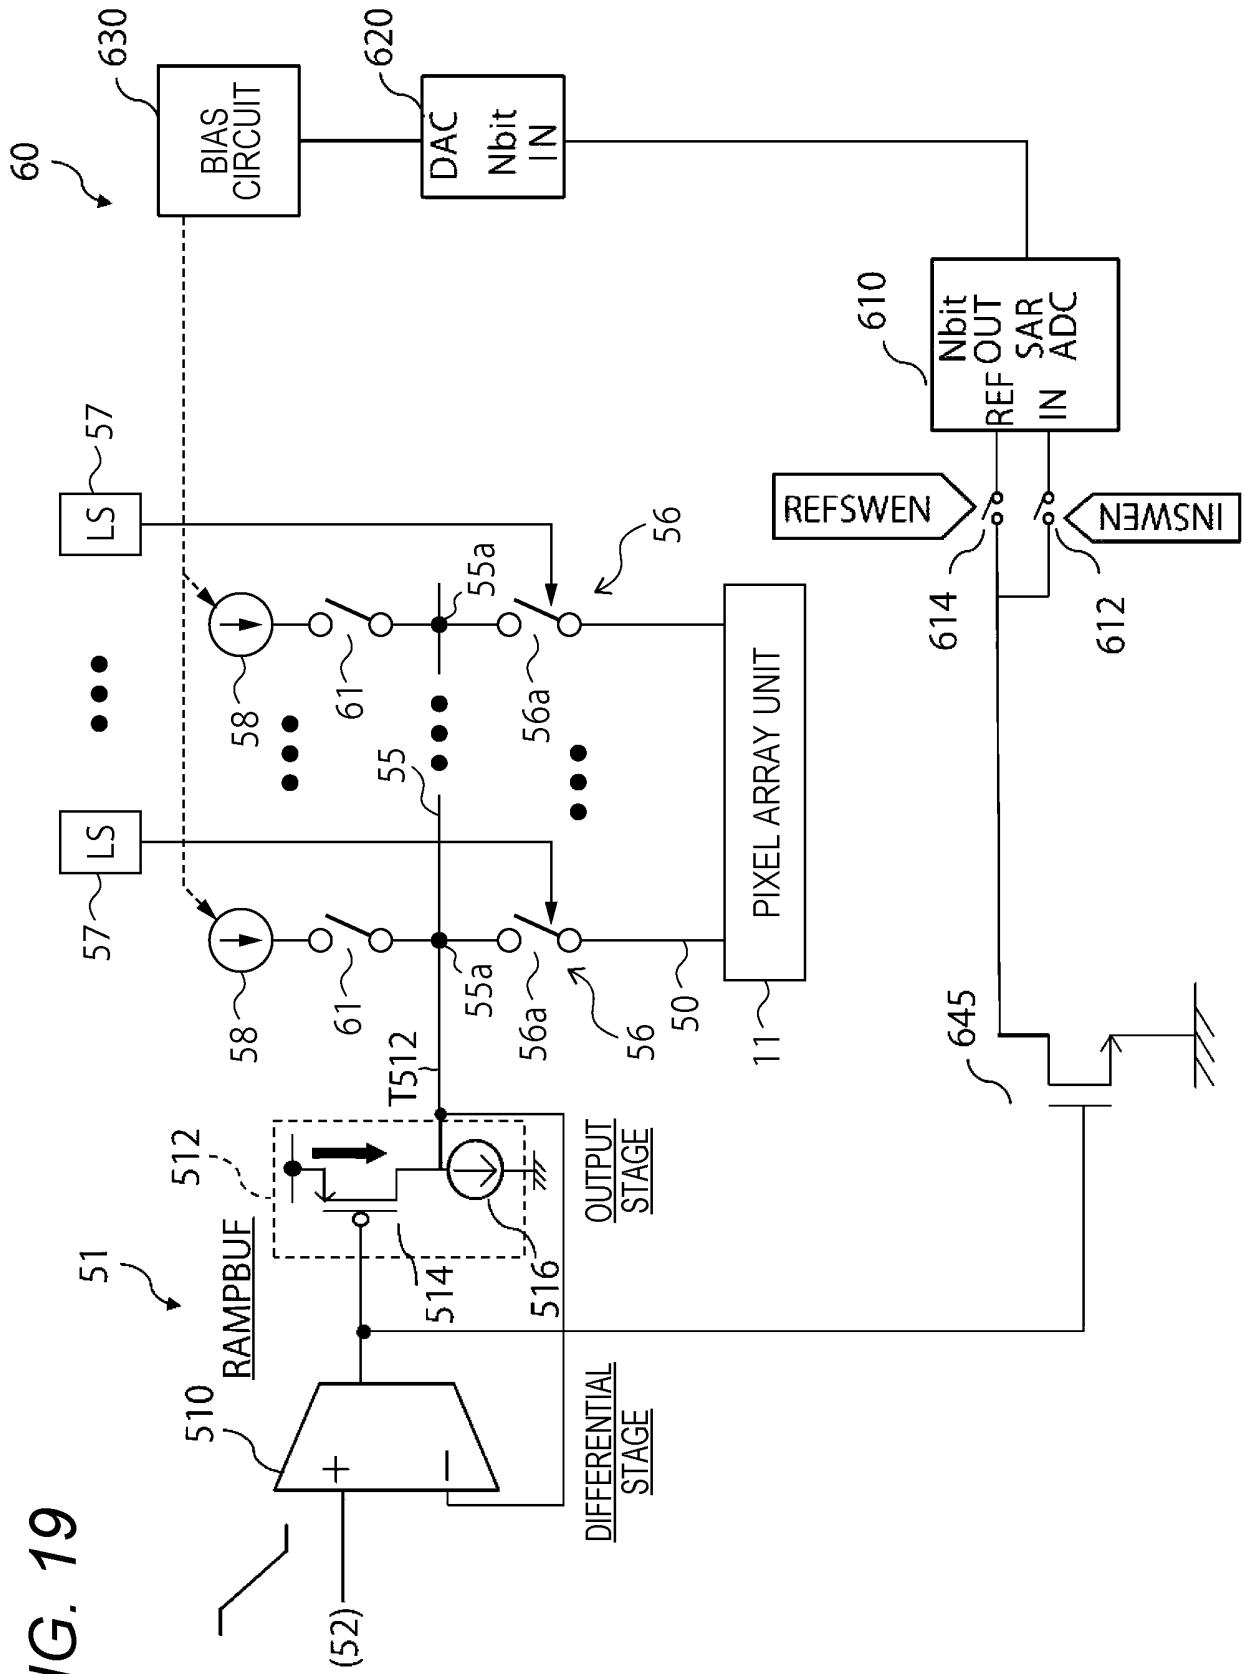 IG. 19
60
630
BIAS
CIRCUIT
620
DAC
Nbit
IN
610
Nbit
OUT
REF
SAR
ADC
IN
57
LS
57
LS
58
58
61
61
55
55a
55a
56
56
56a
56a
50
PIXEL ARRAY UNIT
11
REFSWEN
INSWEN
614
612
645
T512
512
51
RAMPBUF
514
516
OUTPUT
STAGE
510
+
−
DIFFERENTIAL
STAGE
(52)